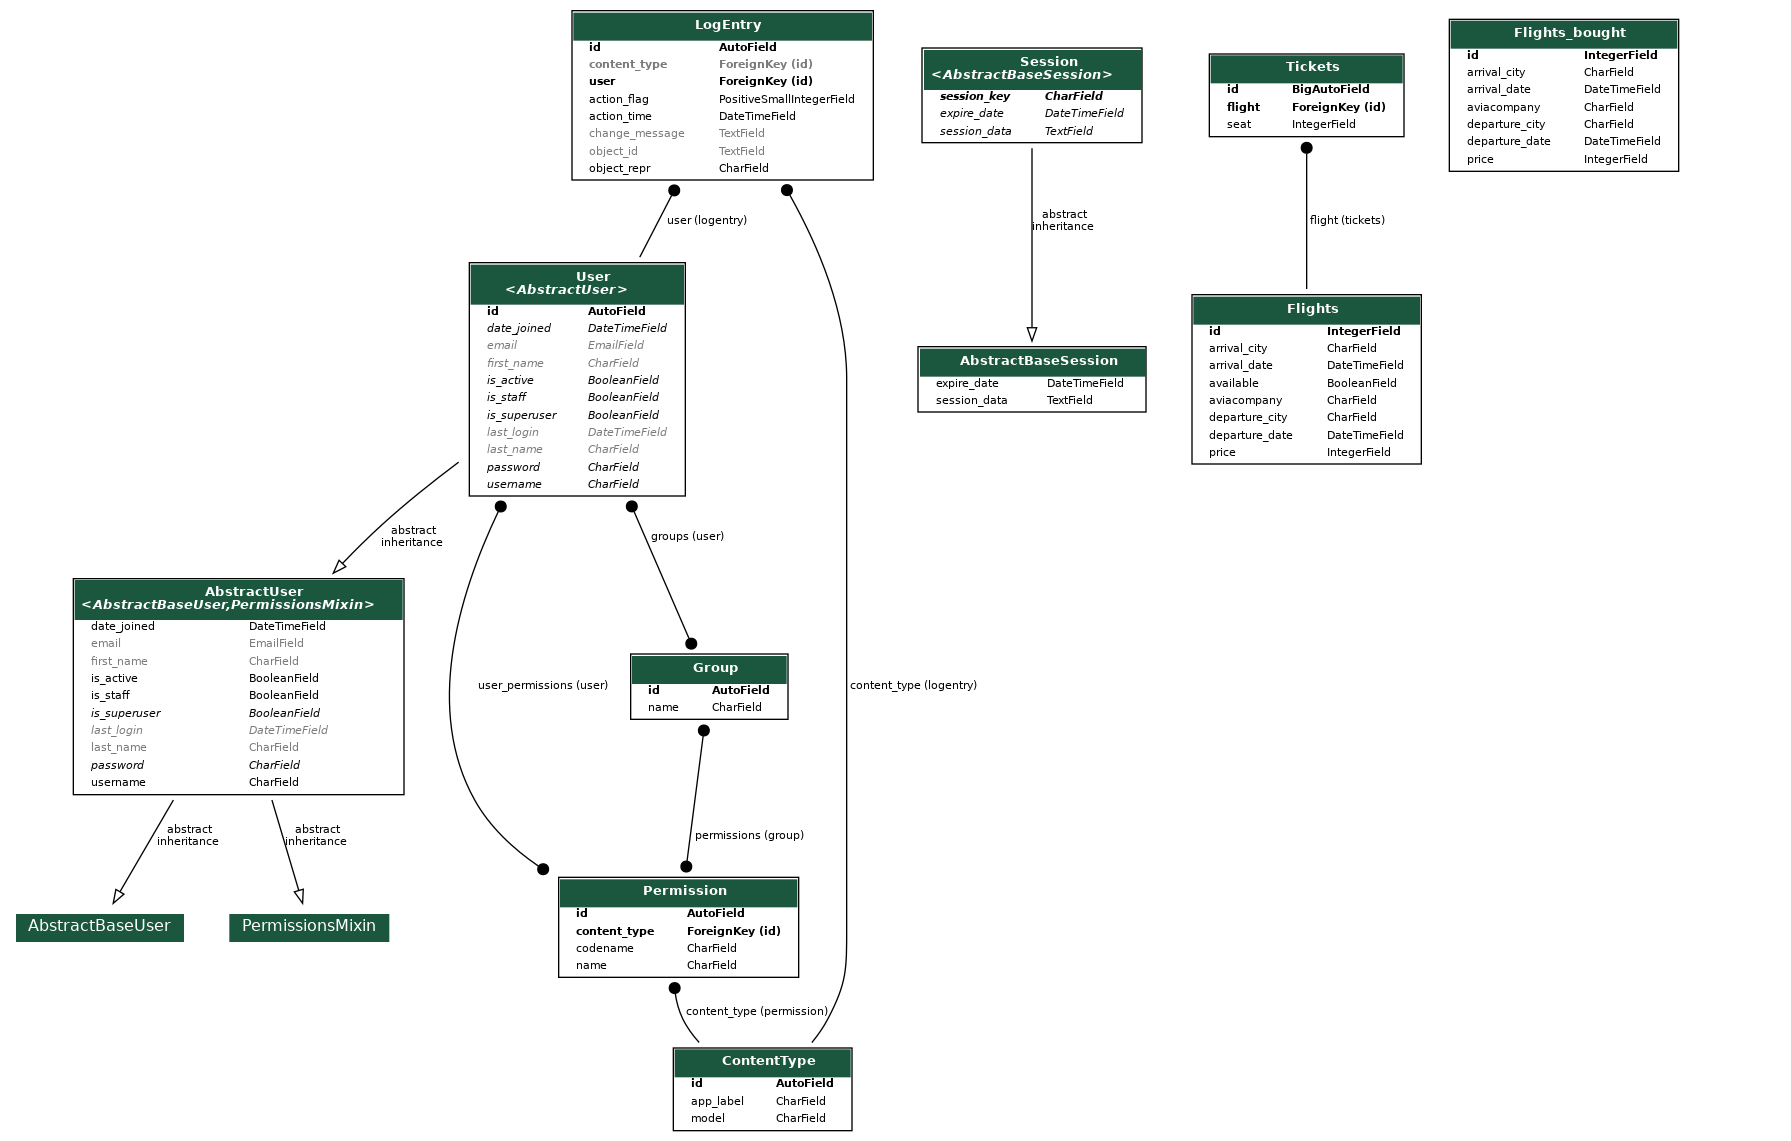 LogEntry
id AutoField
content_type ForeignKey (id)
user ForeignKey (id)
action_flag PositiveSmallIntegerField
action_time DateTimeField
change_message TextField
object_id TextField
object_repr CharField
Session
<AbstractBaseSession>
session_key CharField
expire_date DateTimeField
session_data TextField
Tickets
id BigAutoField
flight ForeignKey (id)
seat IntegerField
Flights_bought
id IntegerField
arrival_city CharField
arrival_date DateTimeField
aviacompany CharField
departure_city CharField
departure_date DateTimeField
price IntegerField
user (logentry)
abstract
inheritance
flight (tickets)
User
<AbstractUser>
id AutoField
date_joined DateTimeField
email EmailField
first_name CharField
is_active BooleanField
is_staff BooleanField
is_superuser BooleanField
last_login DateTimeField
last_name CharField
password CharField
username CharField
AbstractBaseSession
expire_date DateTimeField
session_data TextField
Flights
id IntegerField
arrival_city CharField
arrival_date DateTimeField
available BooleanField
aviacompany CharField
departure_city CharField
departure_date DateTimeField
price IntegerField
abstract
inheritance
groups (user)
AbstractUser
<AbstractBaseUser,PermissionsMixin>
date_joined DateTimeField
email EmailField
first_name CharField
is_active BooleanField
is_staff BooleanField
is_superuser BooleanField
last_login DateTimeField
last_name CharField
password CharField
username CharField
user_permissions (user)
Group
id AutoField
name CharField
content_type (logentry)
abstract
inheritance
abstract
inheritance
permissions (group)
AbstractBaseUser
PermissionsMixin
Permission
id AutoField
content_type ForeignKey (id)
codename CharField
name CharField
content_type (permission)
ContentType
id AutoField
app_label CharField
model CharField